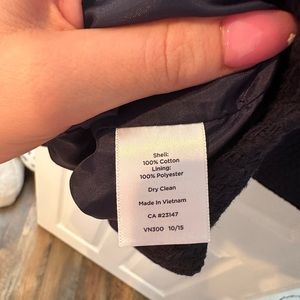 Shell:
100% Cotton
Lining:
100% Polyester
Dry Clean
Made In Vietnam
CA #23147
VN300 10/15